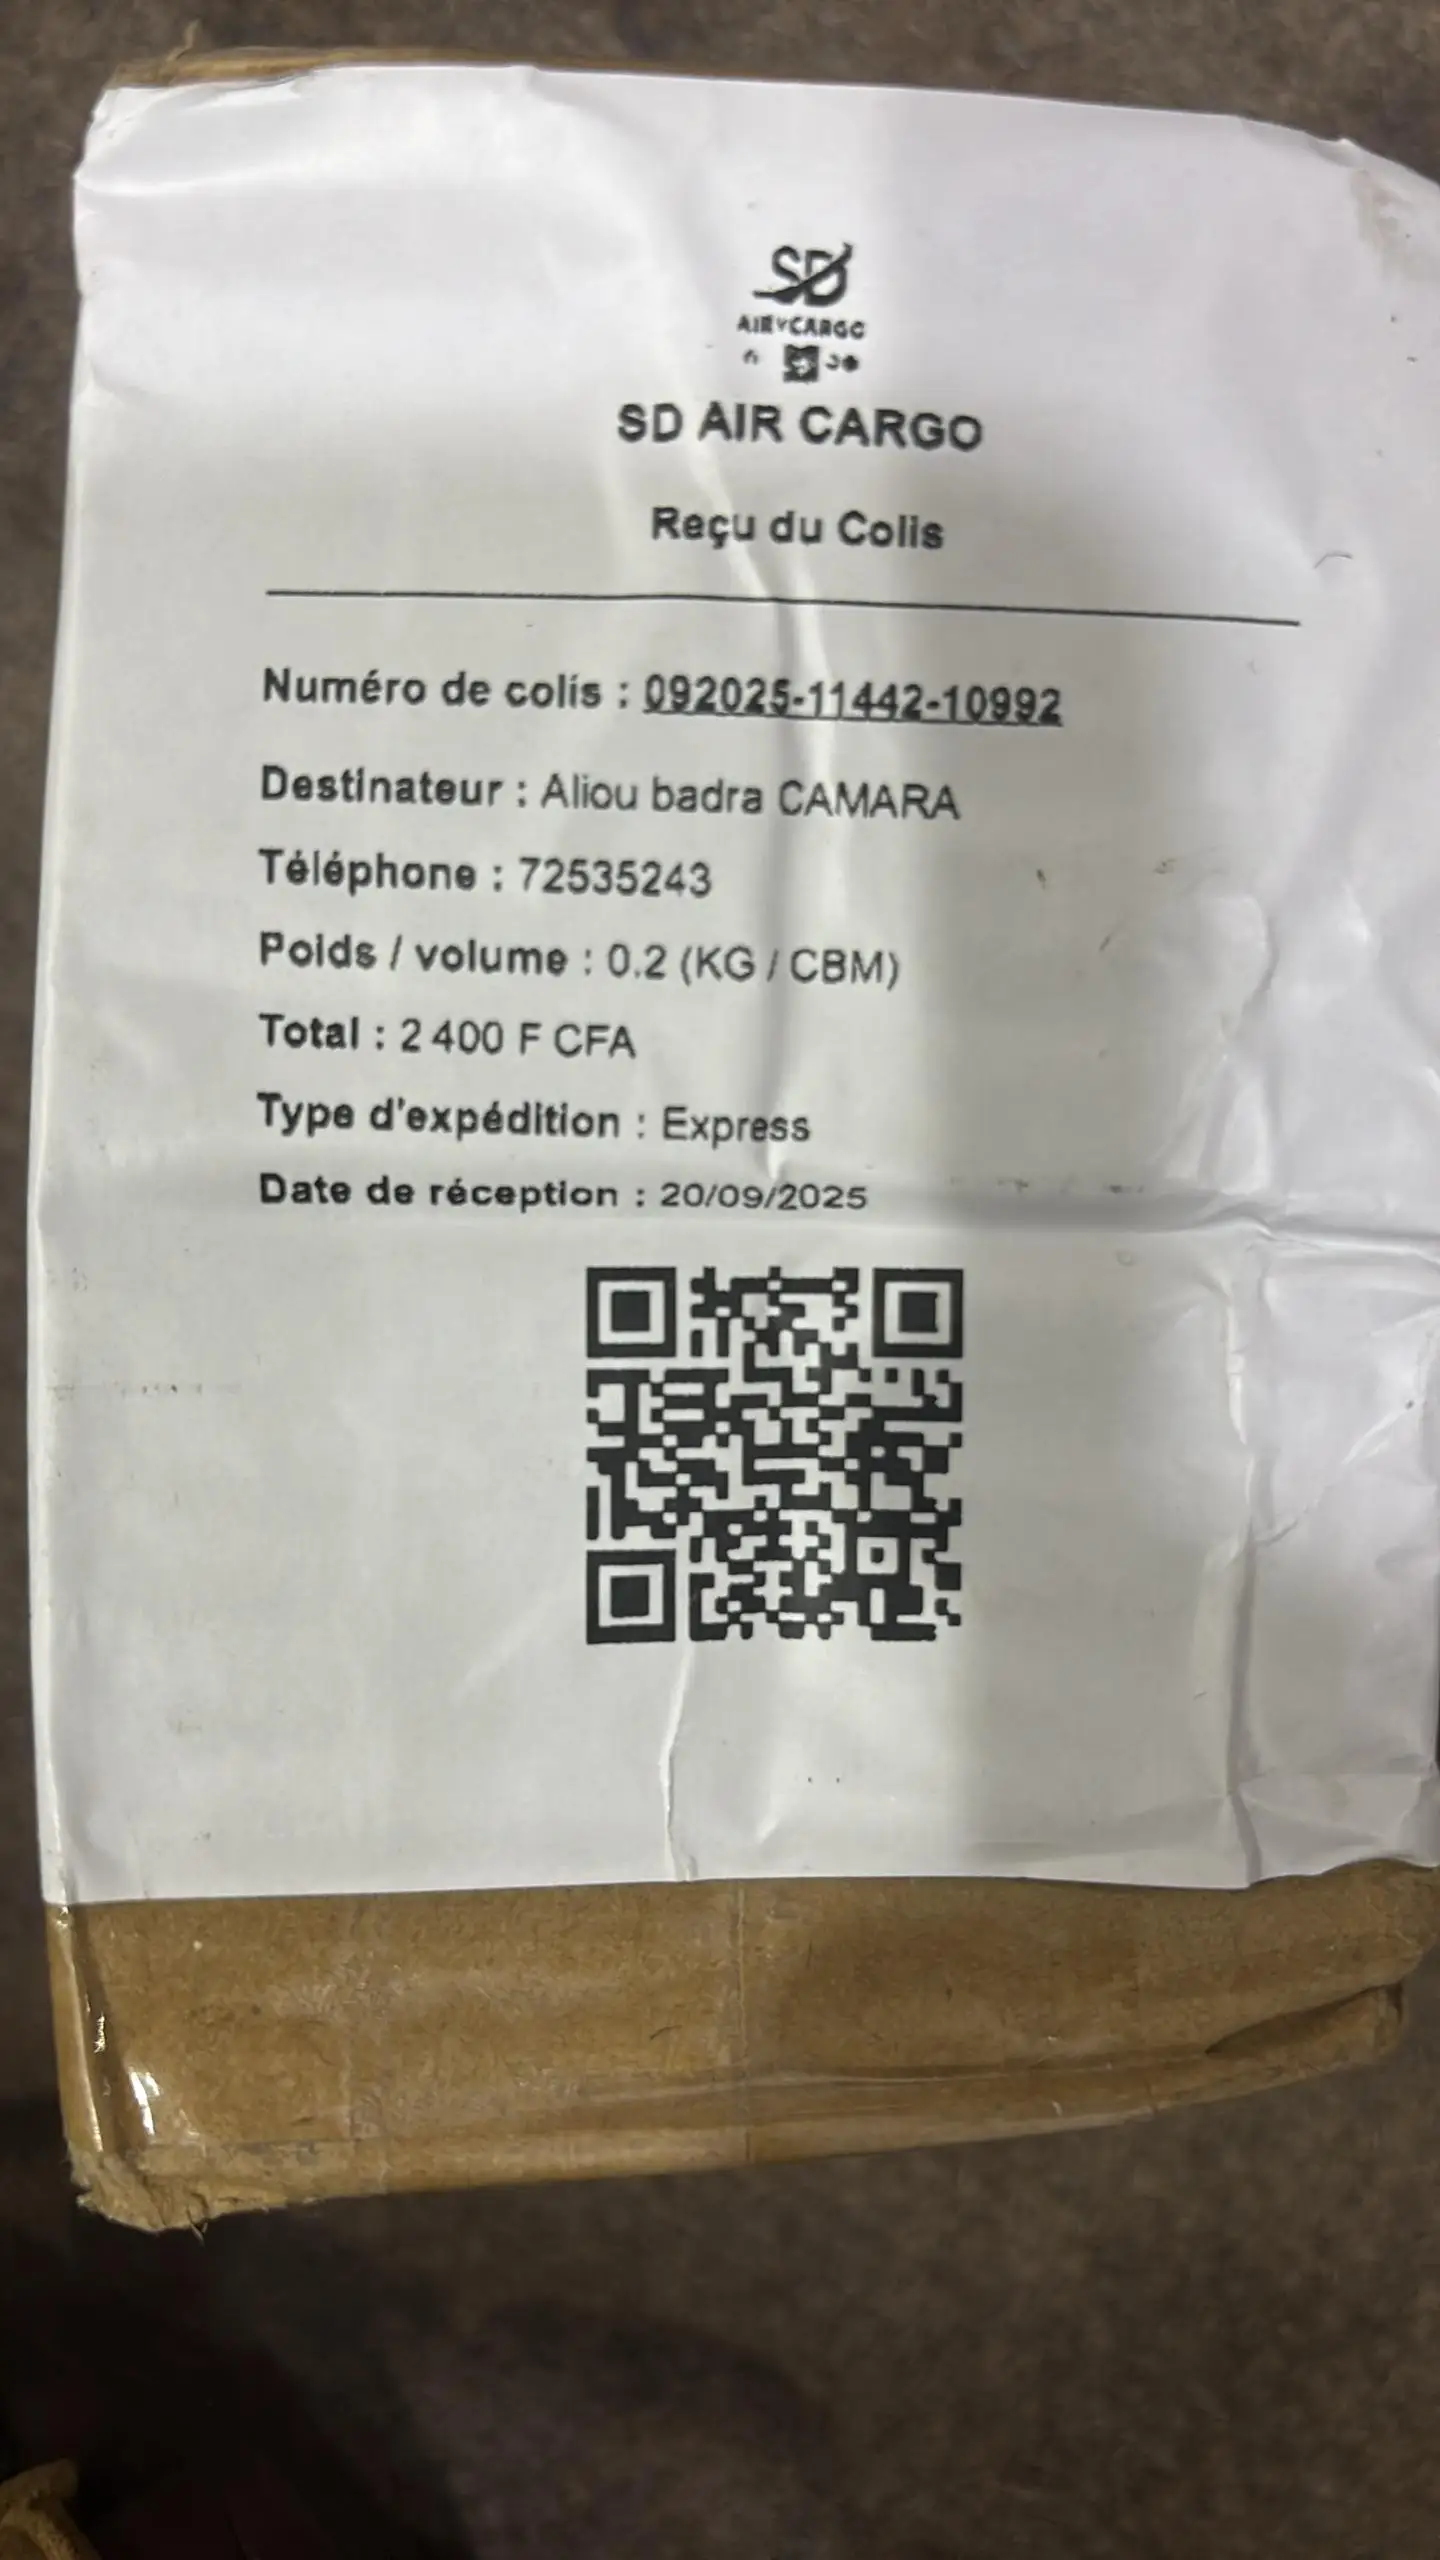 SD
AIR CARGO
SD AIR CARGO
Reçu du Colis
Numéro de colis : 092025-11442-10992
Destinateur : Aliou badra CAMARA
Téléphone : 72535243
Poids / volume : 0.2 (KG / CBM)
Total : 2 400 F CFA
Type d'expédition : Express
Date de réception : 20/09/2025